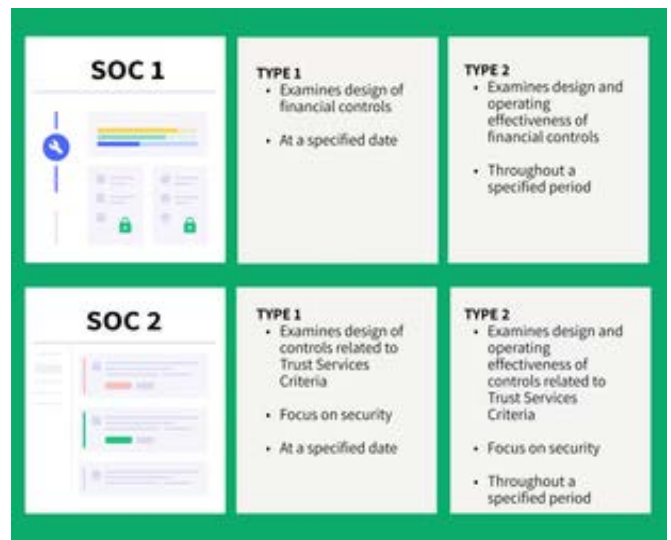 SOC 1
TYPE 1
• Examines design of
financial controls
• At a specified date
TYPE 2
• Examines design and
operating
effectiveness of
financial controls
• Throughout a
specified period
SOC 2
TYPE 1
• Examines design of
controls related to
Trust Services
Criteria
• Focus on security
• At a specified date
TYPE 2
• Examines design and
operating
effectiveness of
controls related to
Trust Services
Criteria
• Focus on security
• Throughout a
specified period